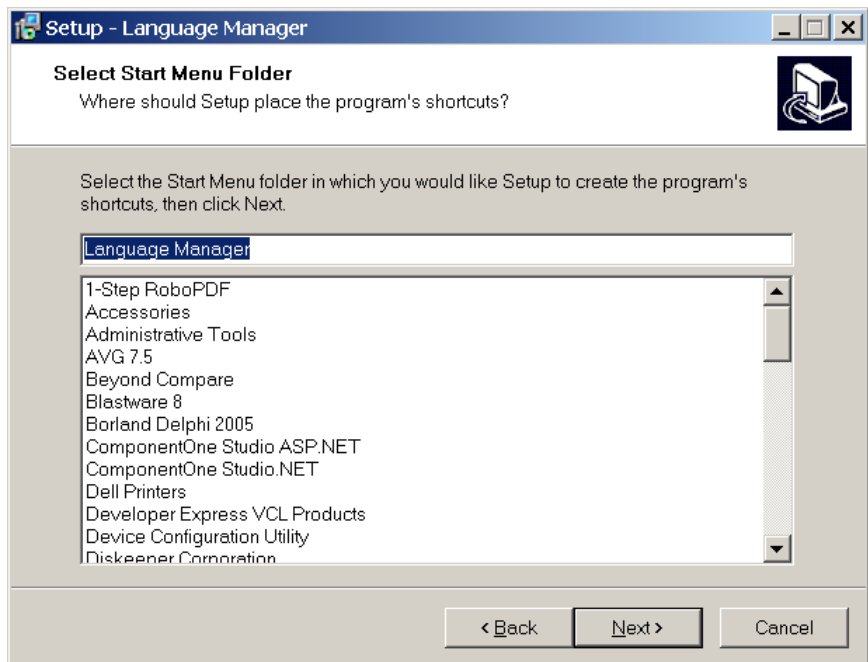 Setup - Language Manager
Select Start Menu Folder
Where should Setup place the program's shortcuts?
Select the Start Menu folder in which you would like Setup to create the program's
shortcuts, then click Next.
Language Manager
1-Step RoboPDF
Accessories
Administrative Tools
AVG 7.5
Beyond Compare
Blastware 8
Borland Delphi 2005
ComponentOne Studio ASP.NET
ComponentOne Studio.NET
Dell Printers
Developer Express VCL Products
Device Configuration Utility
Diskeeper Corporation
< Back Next > Cancel